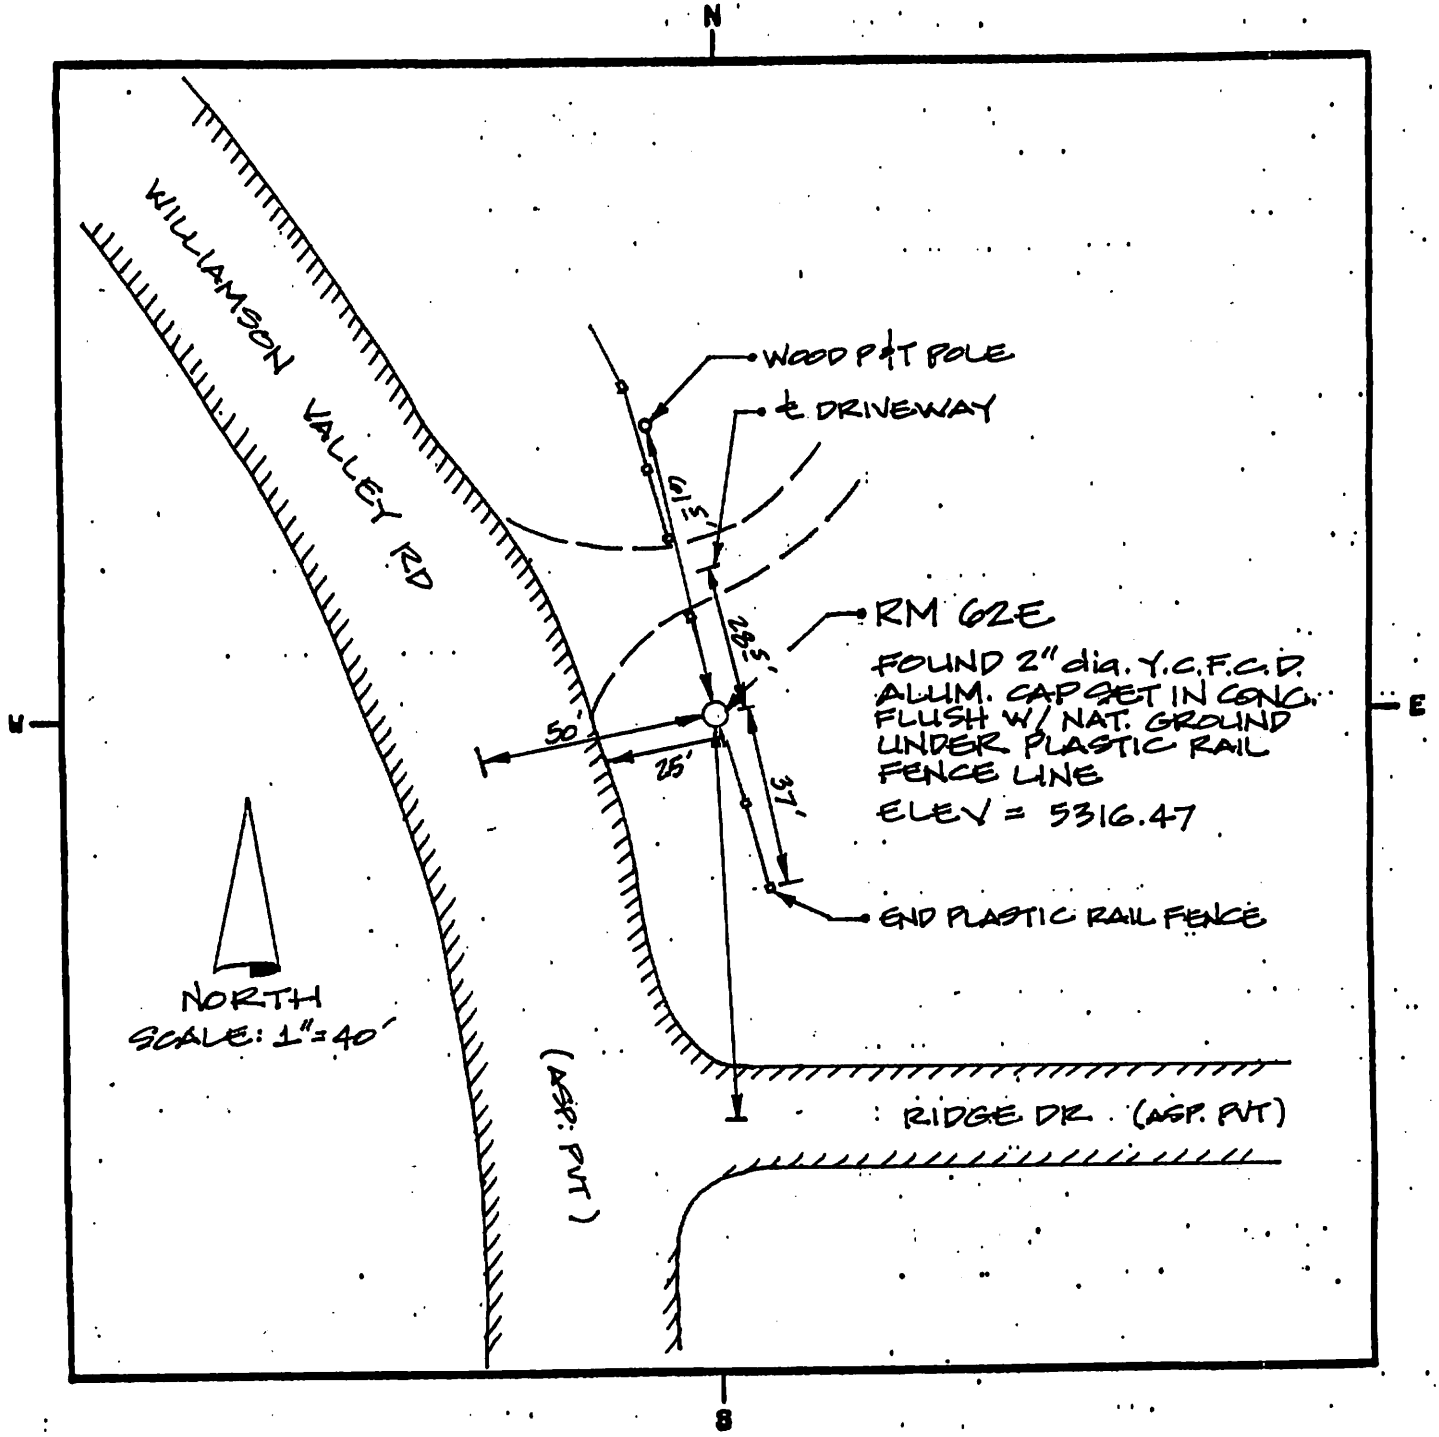 N
WILLIAMSON VALLEY RD
WOOD P&T POLE
℄ DRIVEWAY
61.5'
28.5'
RM 62E
FOUND 2" dia. Y.C.F.C.D.
ALUM. CAP SET IN CONC.
FLUSH W/ NAT. GROUND
UNDER PLASTIC RAIL
FENCE LINE
ELEV = 5316.47
W
E
50'
25'
37'
END PLASTIC RAIL FENCE
NORTH
SCALE: 1"=40'
(ASP. PVT)
RIDGE DR. (ASP. PVT)
S